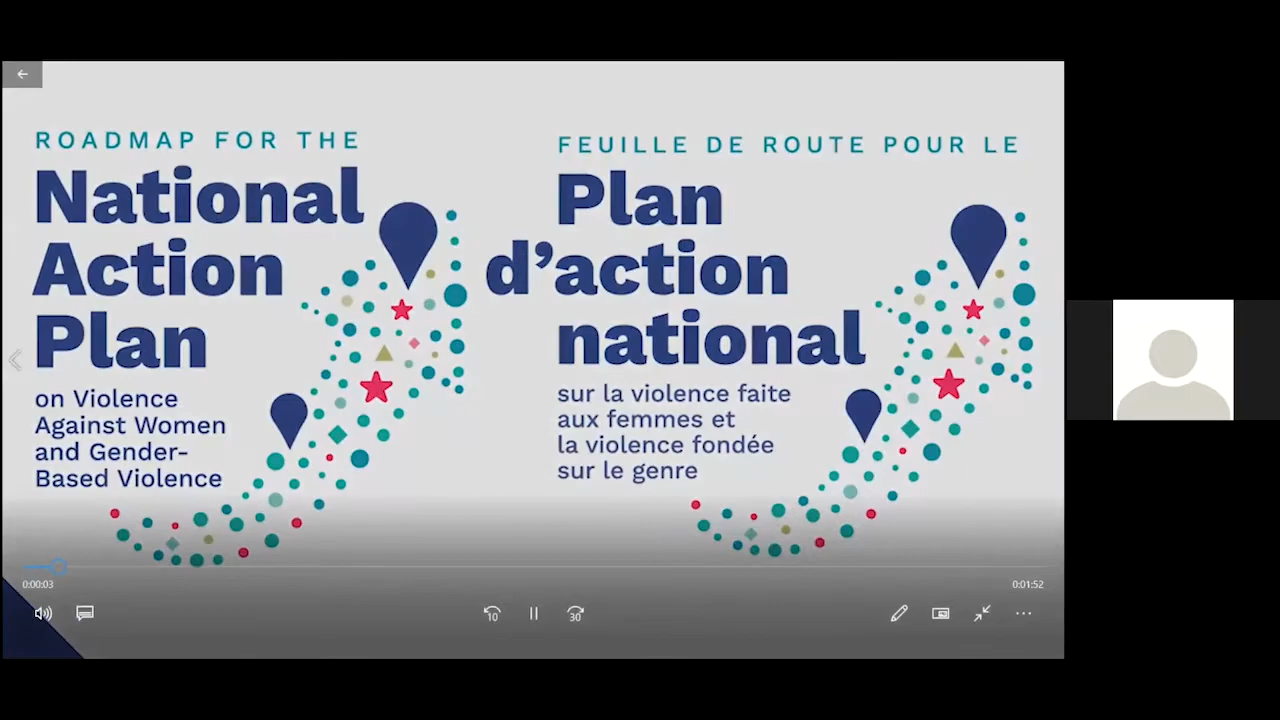 ROADMAP FOR THE
National
Action
Plan
on Violence
Against Women
and Gender-
Based Violence
FEUILLE DE ROUTE POUR LE
Plan
d’action
national
sur la violence faite
aux femmes et
la violence fondée
sur le genre
0:00:03
0:01:52
10
30